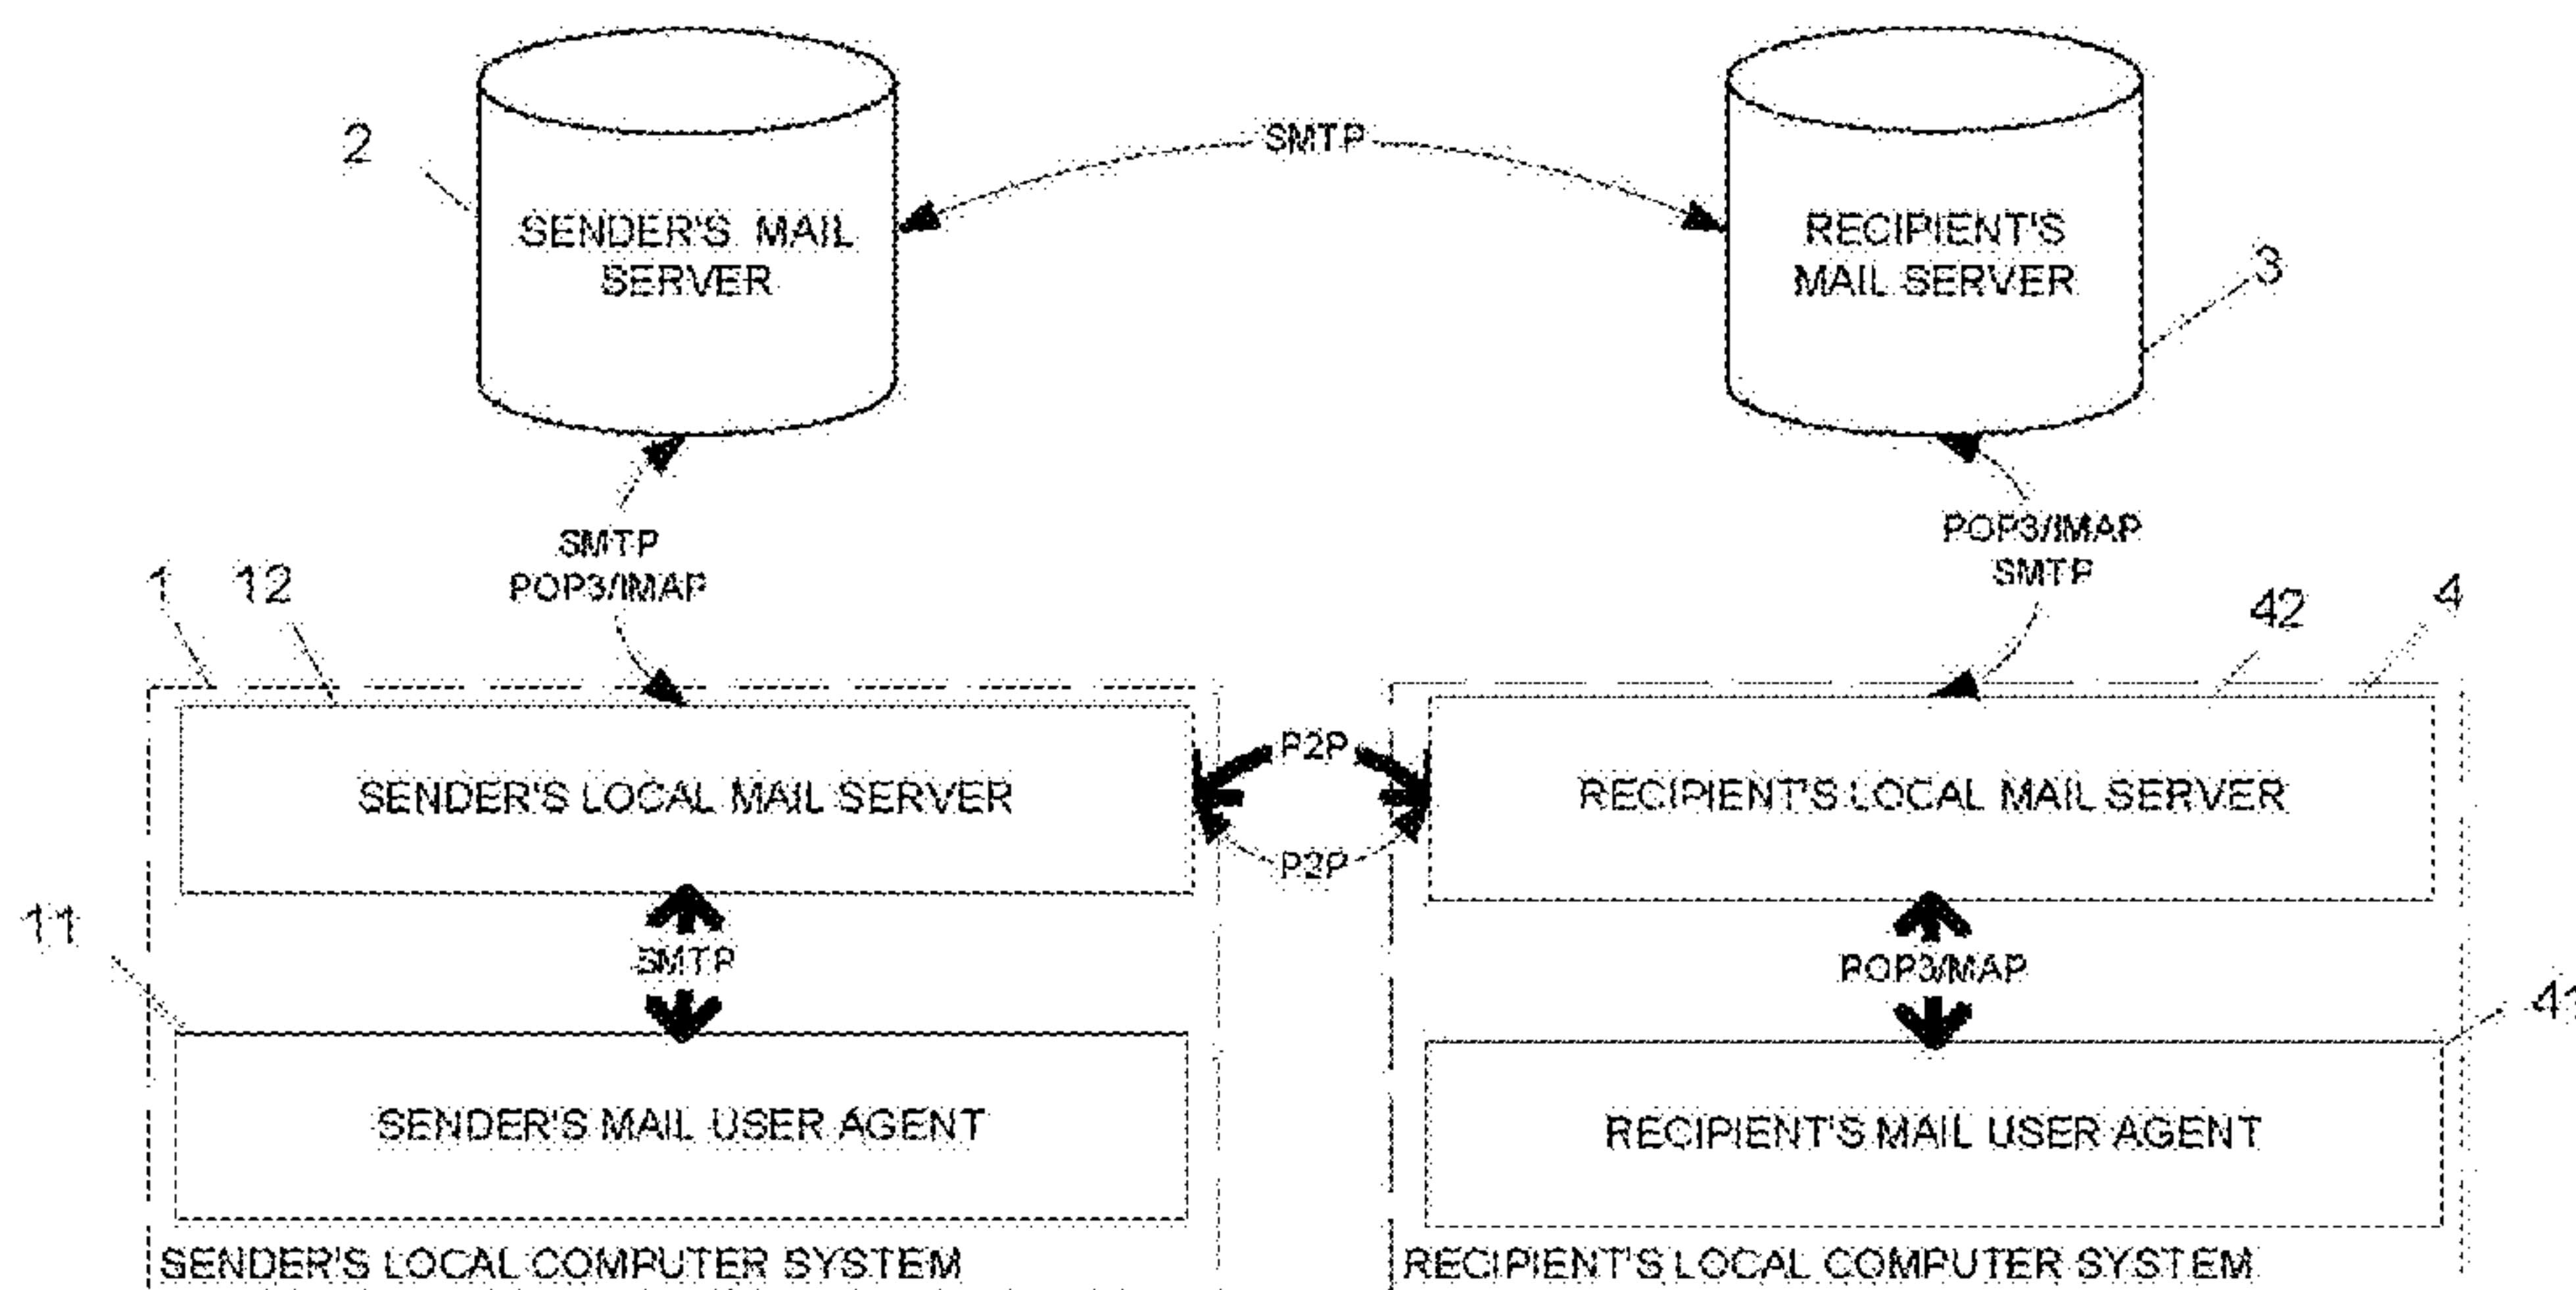 2
SMTP
SENDER'S MAIL
SERVER
RECIPIENT'S
MAIL SERVER
3
SMTP
POP3/IMAP
POP3/IMAP
SMTP
1
12
42
4
P2P
SENDER'S LOCAL MAIL SERVER
RECIPIENT'S LOCAL MAIL SERVER
P2P
11
SMTP
POP3/IMAP
41
SENDER'S MAIL USER AGENT
RECIPIENT'S MAIL USER AGENT
SENDER'S LOCAL COMPUTER SYSTEM
RECIPIENT'S LOCAL COMPUTER SYSTEM